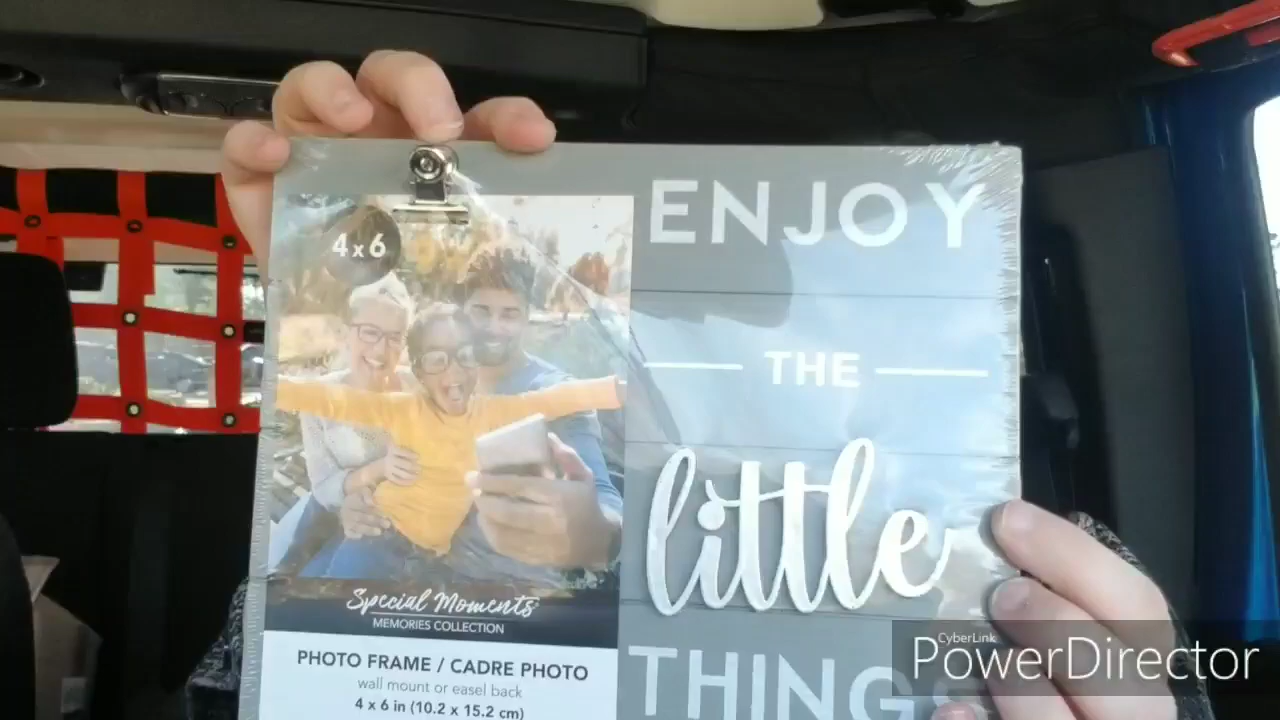 4x6
Special Moments
MEMORIES COLLECTION
PHOTO FRAME / CADRE PHOTO
wall mount or easel back
4 x 6 in (10.2 x 15.2 cm)
ENJOY
THE
little
THINGS
CyberLink
PowerDirector